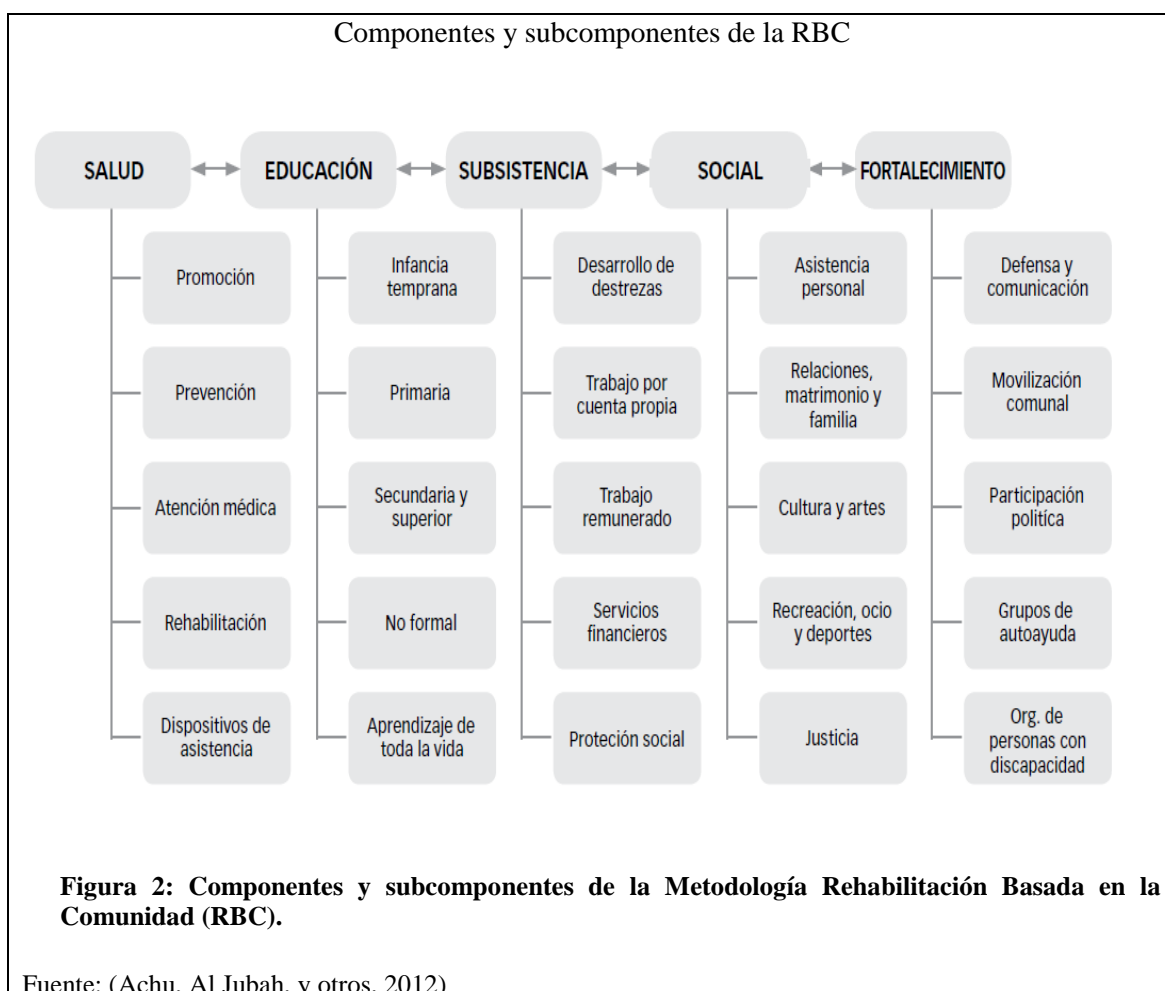 Componentes y subcomponentes de la RBC
SALUD
EDUCACIÓN
SUBSISTENCIA
SOCIAL
FORTALECIMIENTO
Promoción
Prevención
Atención médica
Rehabilitación
Dispositivos de
asistencia
Infancia
temprana
Primaria
Secundaria y
superior
No formal
Aprendizaje de
toda la vida
Desarrollo de
destrezas
Trabajo por
cuenta propia
Trabajo
remunerado
Servicios
financieros
Proteción social
Asistencia
personal
Relaciones,
matrimonio y
familia
Cultura y artes
Recreación, ocio
y deportes
Justicia
Defensa y
comunicación
Movilización
comunal
Participación
politíca
Grupos de
autoayuda
Org. de
personas con
discapacidad
Figura 2: Componentes y subcomponentes de la Metodología Rehabilitación Basada en la
Comunidad (RBC).
Fuente: (Achu, Al Jubah, y otros, 2012)